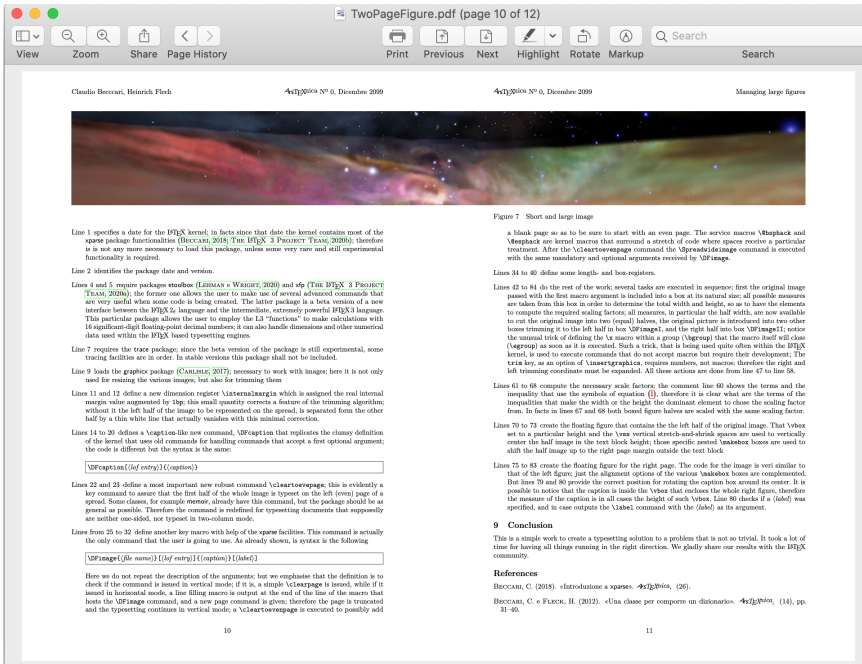 TwoPageFigure.pdf (page 10 of 12)
Search
View Zoom Share Page History Print Previous Next Highlight Rotate Markup Search
Claudio Becccari, Heinrich Flech
ArsTEXnica Nº 0, Dicembre 2099
Line 1 specifies a date for the LATEX kernel; in facts since that date the kernel contains most of the
xparse package functionalities (BECCARI, 2018; THE LATEX 3 PROJECT TEAM, 2020b); therefore
is is not any more necessary to load this package, unless some very rare and still experimental
functionality is required.
Line 2 identifies the package date and version.
Lines 4 and 5 require packages etoolbox (LEHMAN e WRIGHT, 2020) and xfp (THE LATEX 3 PROJECT
TEAM, 2020a); the former one allows the user to make use of several advanced commands that
are very useful when some code is being created. The latter package is a beta version of a new
interface between the LATEX 2ε language and the intermediate, extremely powerful LATEX3 language.
This particular package allows the user to employ the L3 “functions” to make calculations with
16 significant-digit floating-point decimal numbers; it can also handle dimensions and other numerical
data used within the LATEX based typesetting engines.
Line 7 requires the trace package; since the beta version of the package is still experimental, some
tracing facilities are in order. In stable versions this package shall not be included.
Line 9 loads the graphicx package (CARLISLE, 2017); necessary to work with images; here it is not only
used for resizing the various images, but also for trimming them
Lines 11 and 12 define a new dimension register \internalmargin which is assigned the real internal
margin value augmented by 1bp; this small quantity corrects a feature of the trimming algorithm;
without it the left half of the image to be represented on the spread, is separated form the other
half by a thin white line that actually vanishes with this minimal correction.
Lines 14 to 20 defines a \caption-like new command, \DFcaption that replicates the clumsy definition
of the kernel that uses old commands for handling commands that accept a first optional argument;
the code is different but the syntax is the same:
\DFcaption[⟨lof entry⟩]{⟨caption⟩}
Lines 22 and 23 define a most important new robust command \cleartoevenpage; this is evidently a
key command to assure that the first half of the whole image is typeset on the left (even) page of a
spread. Some classes, for example memoir, already have this command, but the package should be as
general as possible. Therefore the command is redefined for typesetting documents that supposedly
are neither one-sided, nor typeset in two-column mode.
Lines from 25 to 32 define another key macro with help of the xparse facilities. This command is actually
the only command that the user is going to use. As already shown, is syntax is the following
\DFimage{⟨file name⟩}[⟨lof entry⟩]{⟨caption⟩}[⟨label⟩]
Here we do not repeat the description of the arguments; but we emphasise that the definition is to
check if the command is issued in vertical mode; if it is, a simple \clearpage is issued, while if it
issued in horizontal mode, a line filling macro is output at the end of the line of the macro that
hosts the \DFimage command, and a new page command is given; therefore the page is truncated
and the typesetting continues in vertical mode; a \cleartoevenpage is executed to possibly add
10
ArsTEXnica Nº 0, Dicembre 2099
Managing large figures
Figure 7 Short and large image
a blank page so as to be sure to start with an even page. The service macros \@bsphack and
\@esphack are kernel macros that surround a stretch of code where spaces receive a particular
treatment. After the \cleartoevenpage command the \Spreadwideimage command is executed
with the same mandatory and optional arguments received by \DFimage.
Lines 34 to 40 define some length- and box-registers.
Lines 42 to 84 do the rest of the work; several tasks are executed in sequence; first the original image
passed with the first macro argument is included into a box at its natural size; all possible measures
are taken from this box in order to determine the total width and height, so as to have the elements
to compute the required scaling factors; all measures, in particular the half width, are now available
to cut the original image into two (equal) halves, the original picture is introduced into two other
boxes trimming it to the left half in box \DFimageI, and the right half into box \DFimageII; notice
the unusual trick of defining the \x macro within a group (\bgroup) that the macro itself will close
(\egroup) as soon as it is executed. Such a trick, that is being used quite often within the LATEX
kernel, is used to execute commands that do not accept macros but require their development; The
trim key, as an option of \insertgraphics, requires numbers, not macros; therefore the right and
left trimming coordinate must be expanded. All these actions are done from line 47 to line 58.
Lines 61 to 68 compute the necessary scale factors; the comment line 60 shows the terms and the
inequality that use the symbols of equation (1), therefore it is clear what are the terms of the
inequalities that make the width or the height the dominant element to chose the scaling factor
from. In facts in lines 67 and 68 both boxed figure halves are scaled with the same scaling factor.
Lines 70 to 73 create the floating figure that contains the the left half of the original image. That \vbox
set to a particular height and the \vss vertical stretch-and-shrink spaces are used to vertically
center the half image in the text block height; those specific nested \makebox boxes are used to
shift the half image up to the right page margin outside the text block
Lines 75 to 83 create the floating figure for the right page. The code for the image is veri similar to
that of the left figure; just the alignment options of the various \makebox boxes are complemented.
But lines 79 and 80 provide the correct position for rotating the caption box around its center. It is
possible to notice that the caption is inside the \vbox that encloses the whole right figure, therefore
the measure of the caption is in all cases the height of such \vbox. Line 80 checks if a ⟨label⟩ was
specified, and in case outputs the \label command with the ⟨label⟩ as its argument.
9 Conclusion
This is a simple work to create a typesetting solution to a problem that is not so trivial. It took a lot of
time for having all things running in the right direction. We gladly share our results with the LATEX
community.
References
BECCARI, C. (2018). «Introduzione a xparse». ArsTEXnica, (26).
BECCARI, C. e FLECK, H. (2012). «Una classe per comporre un dizionario». ArsTEXnica, (14), pp.
31–40.
11